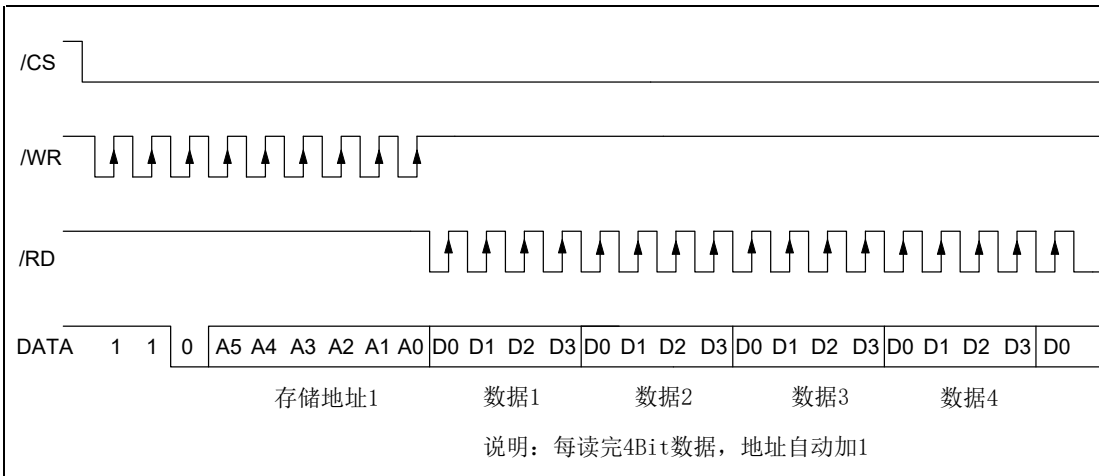 /CS
/WR
/RD
DATA 1 1 0 A5 A4 A3 A2 A1 A0 D0 D1 D2 D3 D0 D1 D2 D3 D0 D1 D2 D3 D0 D1 D2 D3 D0
存储地址1 数据1 数据2 数据3 数据4
说明：每读完4Bit数据，地址自动加1